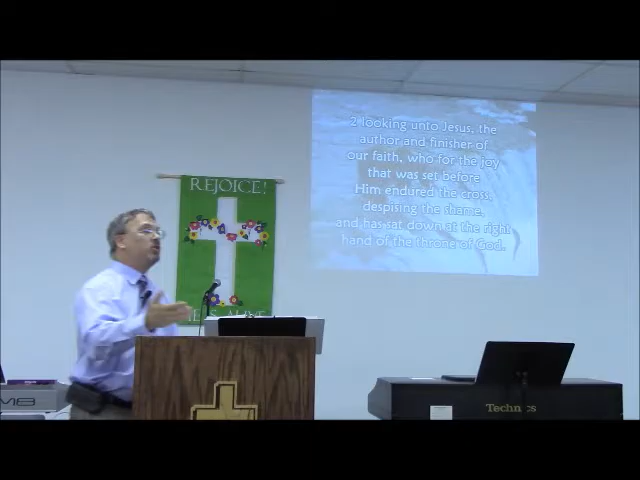 2 looking unto Jesus, the
author and finisher of
our faith, who for the joy
that was set before
Him endured the cross,
despising the shame,
and has sat down at the right
hand of the throne of God.
REJOICE!
ALIVE
Technics
M8